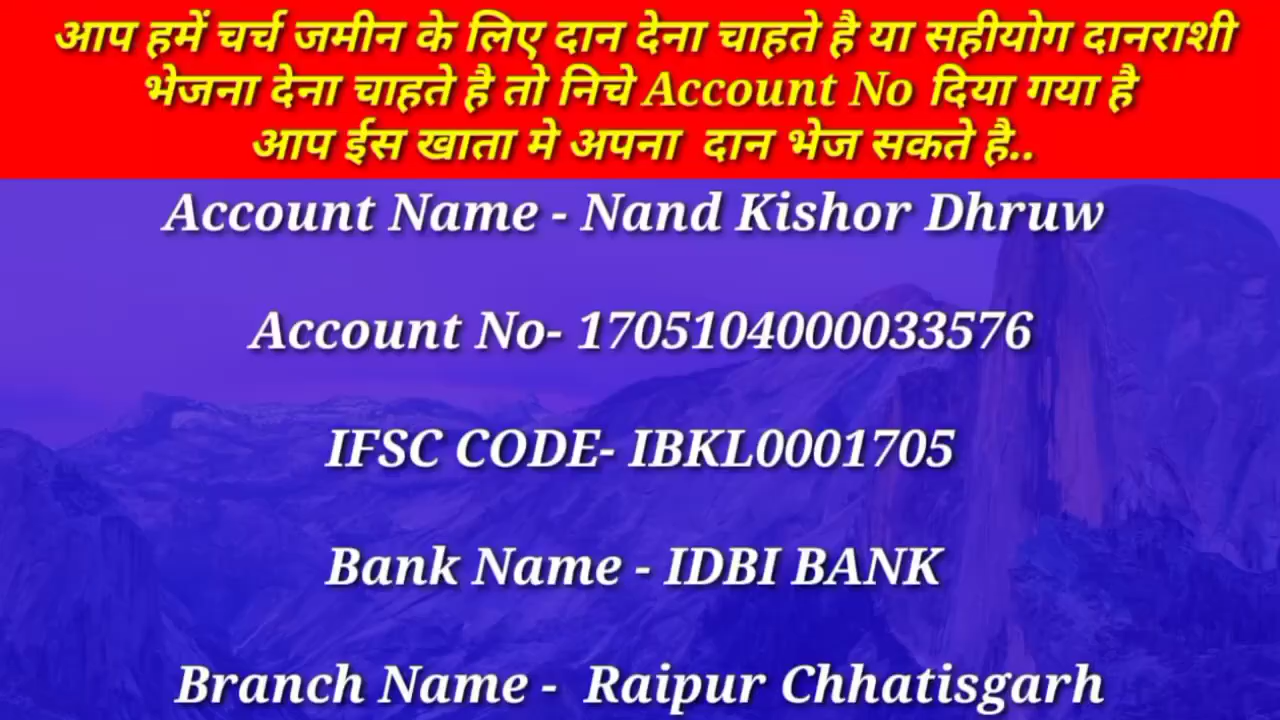 आप हमें चर्च जमीन के लिए दान देना चाहते है या सहीयोग दानराशी
भेजना देना चाहते है तो निचे Account No दिया गया है
आप ईस खाता मे अपना दान भेज सकते है..
Account Name - Nand Kishor Dhruw
Account No- 1705104000033576
IFSC CODE- IBKL0001705
Bank Name - IDBI BANK
Branch Name - Raipur Chhatisgarh